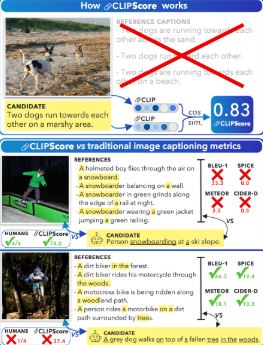 How CLIPScore works
REFERENCE CAPTIONS
- Two dogs are running towards each
other across the sand.
- Two dogs run toward each other.
- Two dogs are running towards each
other on a beach.
CANDIDATE
Two dogs run towards each
other on a marshy area.
CLIP
CLIP
cos
sim.
0.83
CLIPScore
CLIPScore vs traditional image captioning metrics
REFERENCES
- A helmeted boy flies through the air on
a snowboard.
- A snowboarder balancing on a wall.
- A snowboarder in green grinds along
the edge of a rail at night.
- A snowboarder wearing a green jacket
jumping a green railing.
BLEU-1 SPICE
33.3 0.0
METEOR CIDER-D
3.3 0.5
vs
HUMANS CLIPScore
4/4 74.0
vs
CANDIDATE
Person snowboarding at a ski slope.
REFERENCES
- A dirt biker in the forest.
- A dirt biker rides his motorcycle through
the woods.
- A motocross bike is being ridden along
a woodland path.
- A person rides a motorbike on a dirt
path surrounded by trees.
BLEU-1 SPICE
66.2 19.4
METEOR CIDER-D
18.1
vs
HUMANS CLIPScore
1/4 37.4
vs
CANDIDATE
A grey dog walks on top of a fallen tree in the woods.